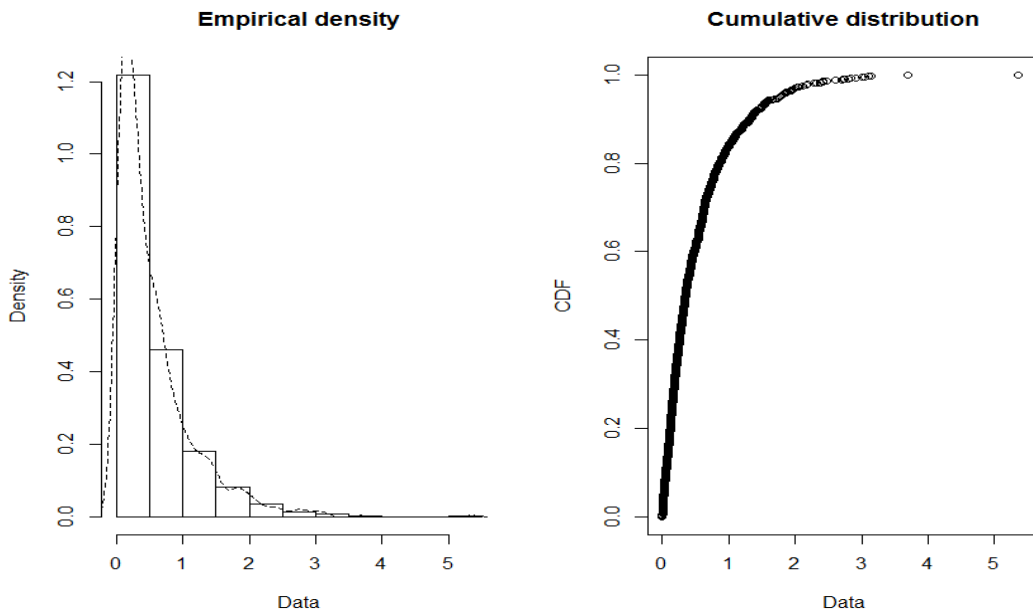 Empirical density
Density
0.0 0.2 0.4 0.6 0.8 1.0 1.2
0 1 2 3 4 5
Data
Cumulative distribution
CDF
0.0 0.2 0.4 0.6 0.8 1.0
0 1 2 3 4 5
Data